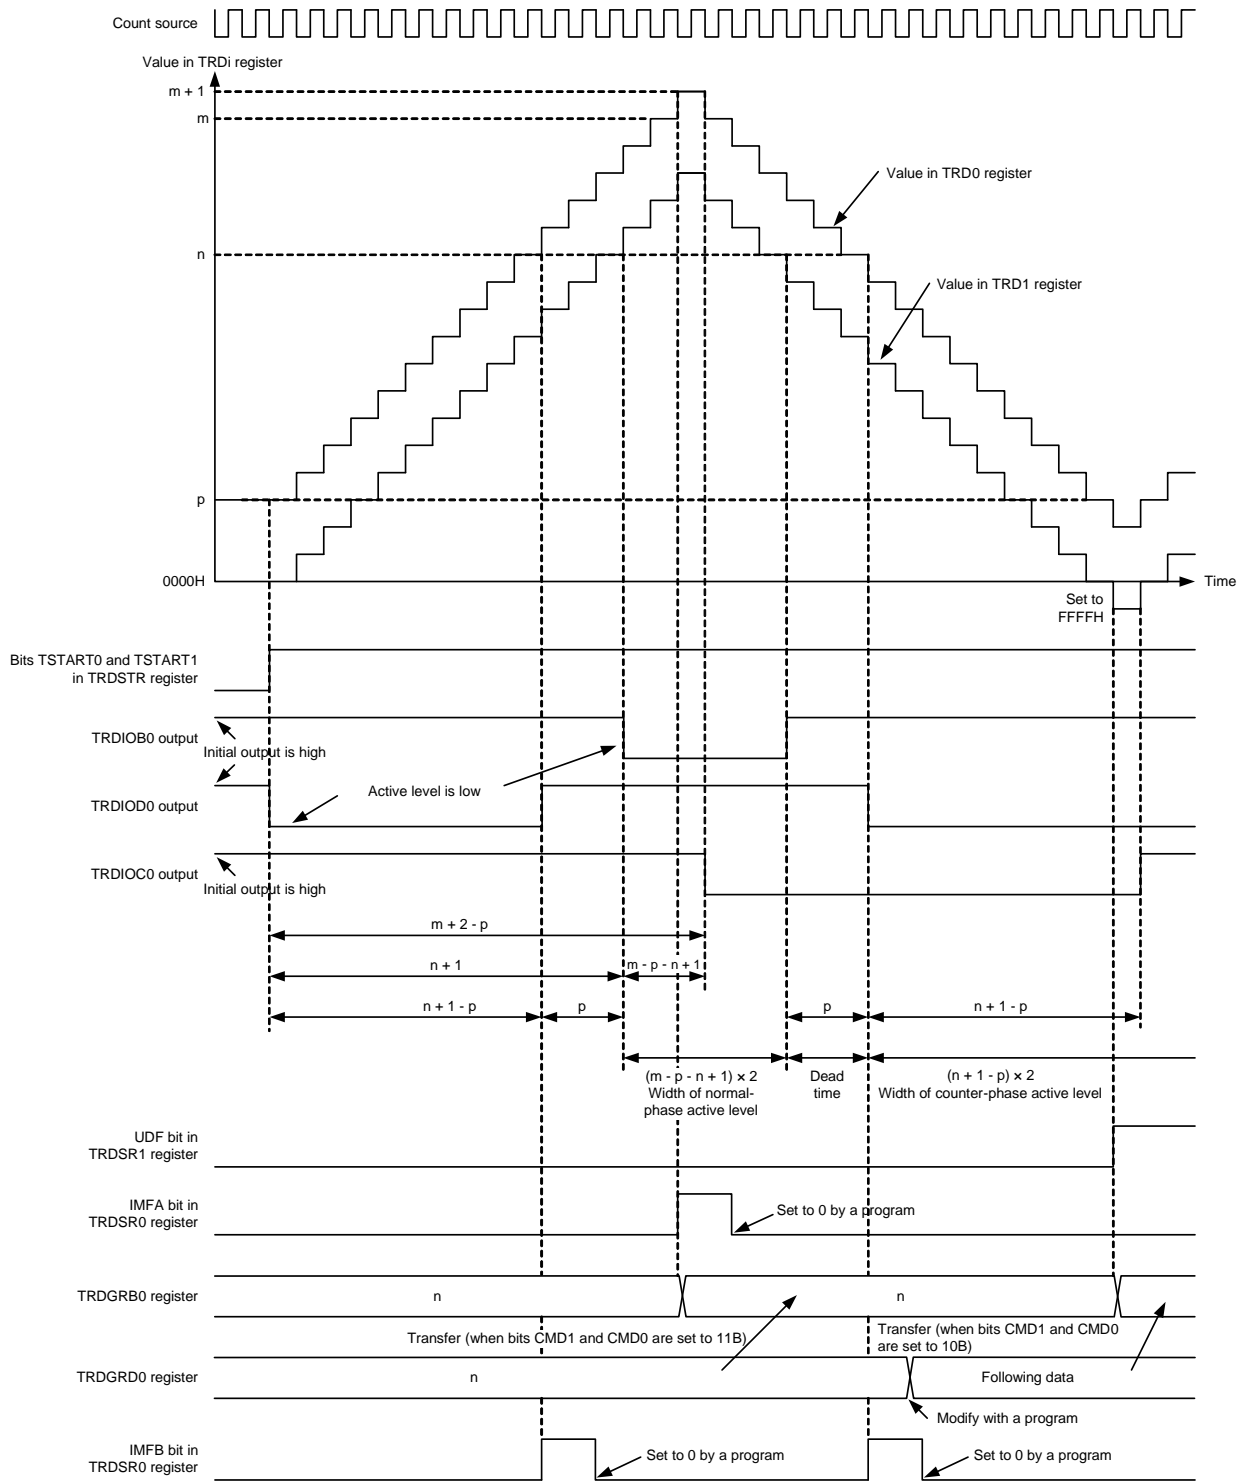 Count source
Value in TRDi register
m + 1
m
Value in TRD0 register
n
Value in TRD1 register
p
0000H
Time
Set to
FFFFH
Bits TSTART0 and TSTART1
in TRDSTR register
TRDIOB0 output
Initial output is high
Active level is low
TRDIOD0 output
TRDIOC0 output
Initial output is high
m + 2 - p
n + 1
m - p - n + 1
n + 1 - p
p
p
n + 1 - p
(m - p - n + 1) × 2
Width of normal-
phase active level
Dead
time
(n + 1 - p) × 2
Width of counter-phase active level
UDF bit in
TRDSR1 register
IMFA bit in
TRDSR0 register
Set to 0 by a program
TRDGRB0 register
n
n
Transfer (when bits CMD1 and CMD0 are set to 11B)
Transfer (when bits CMD1 and CMD0
are set to 10B)
TRDGRD0 register
n
Following data
Modify with a program
IMFB bit in
TRDSR0 register
Set to 0 by a program
Set to 0 by a program